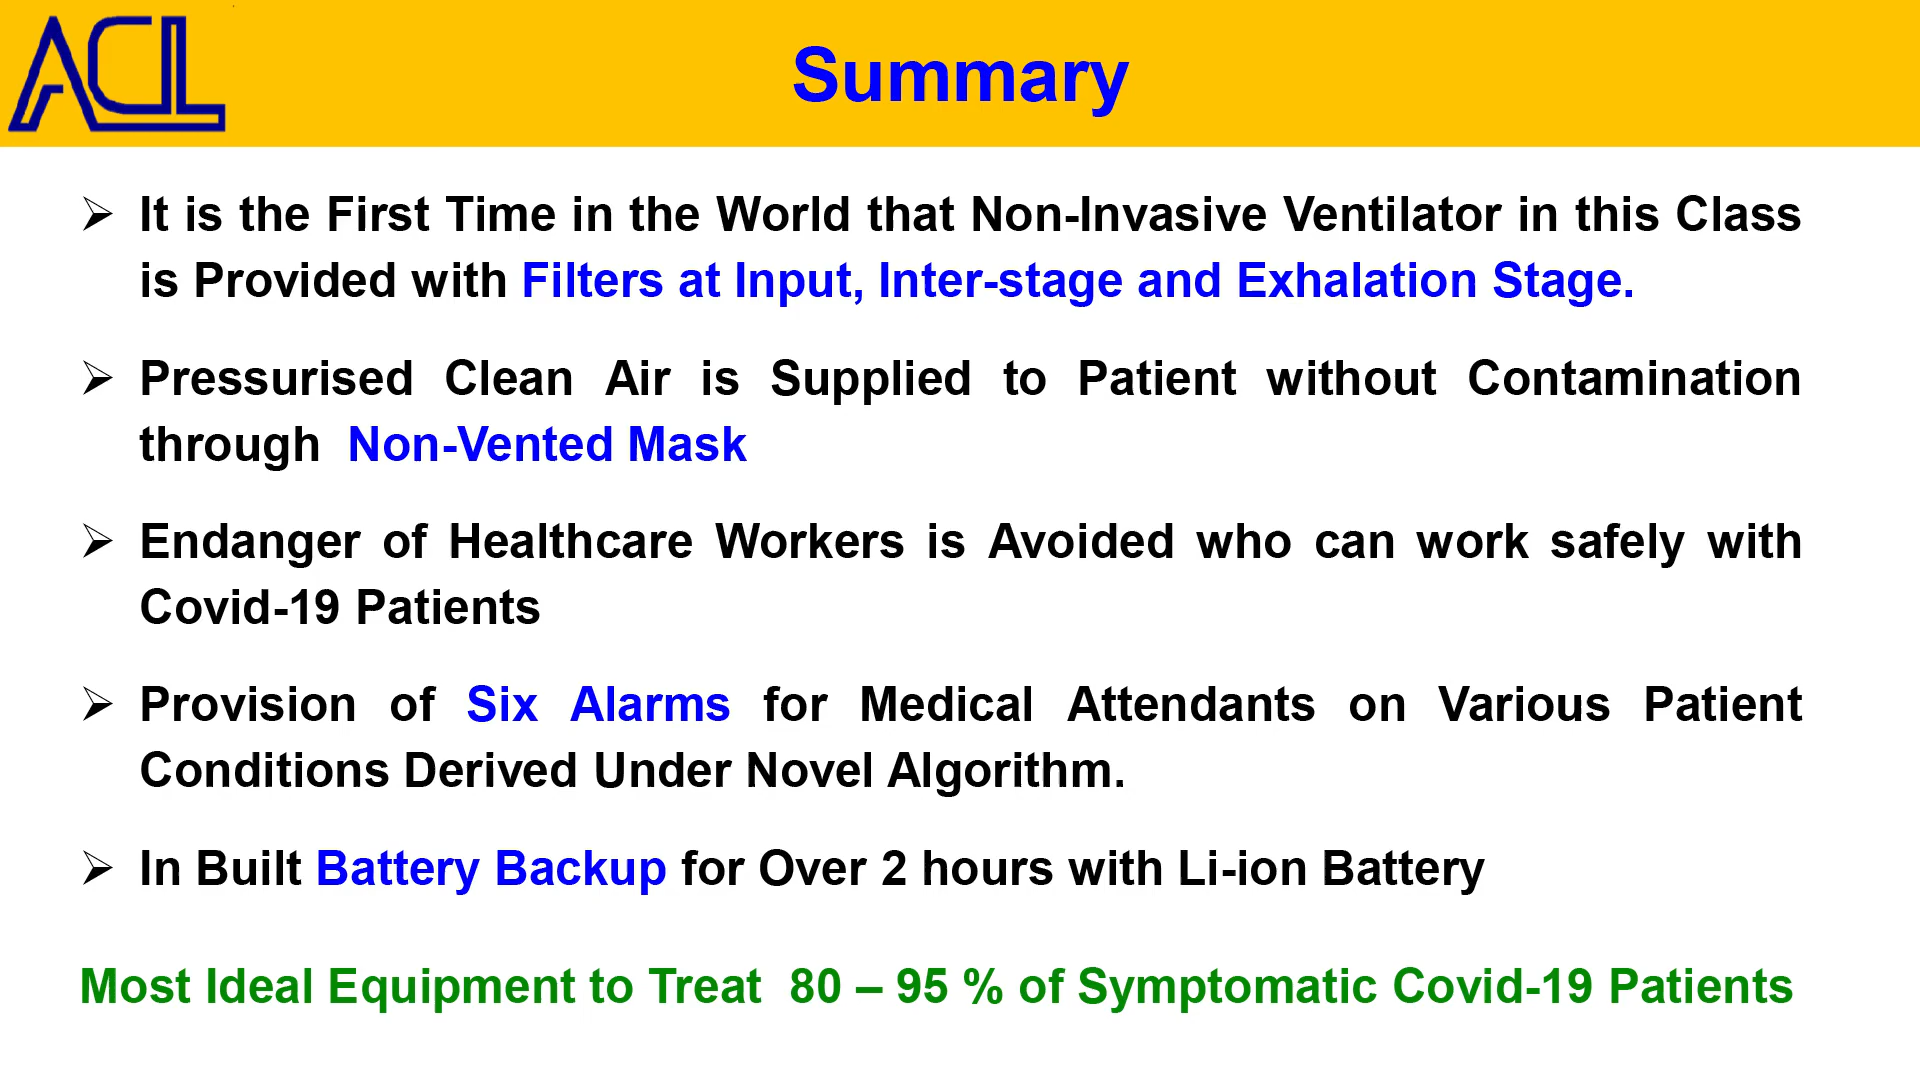 ACL
Summary
➢ It is the First Time in the World that Non-Invasive Ventilator in this Class
is Provided with Filters at Input, Inter-stage and Exhalation Stage.
➢ Pressurised Clean Air is Supplied to Patient without Contamination
through Non-Vented Mask
➢ Endanger of Healthcare Workers is Avoided who can work safely with
Covid-19 Patients
➢ Provision of Six Alarms for Medical Attendants on Various Patient
Conditions Derived Under Novel Algorithm.
➢ In Built Battery Backup for Over 2 hours with Li-ion Battery
Most Ideal Equipment to Treat 80 – 95 % of Symptomatic Covid-19 Patients